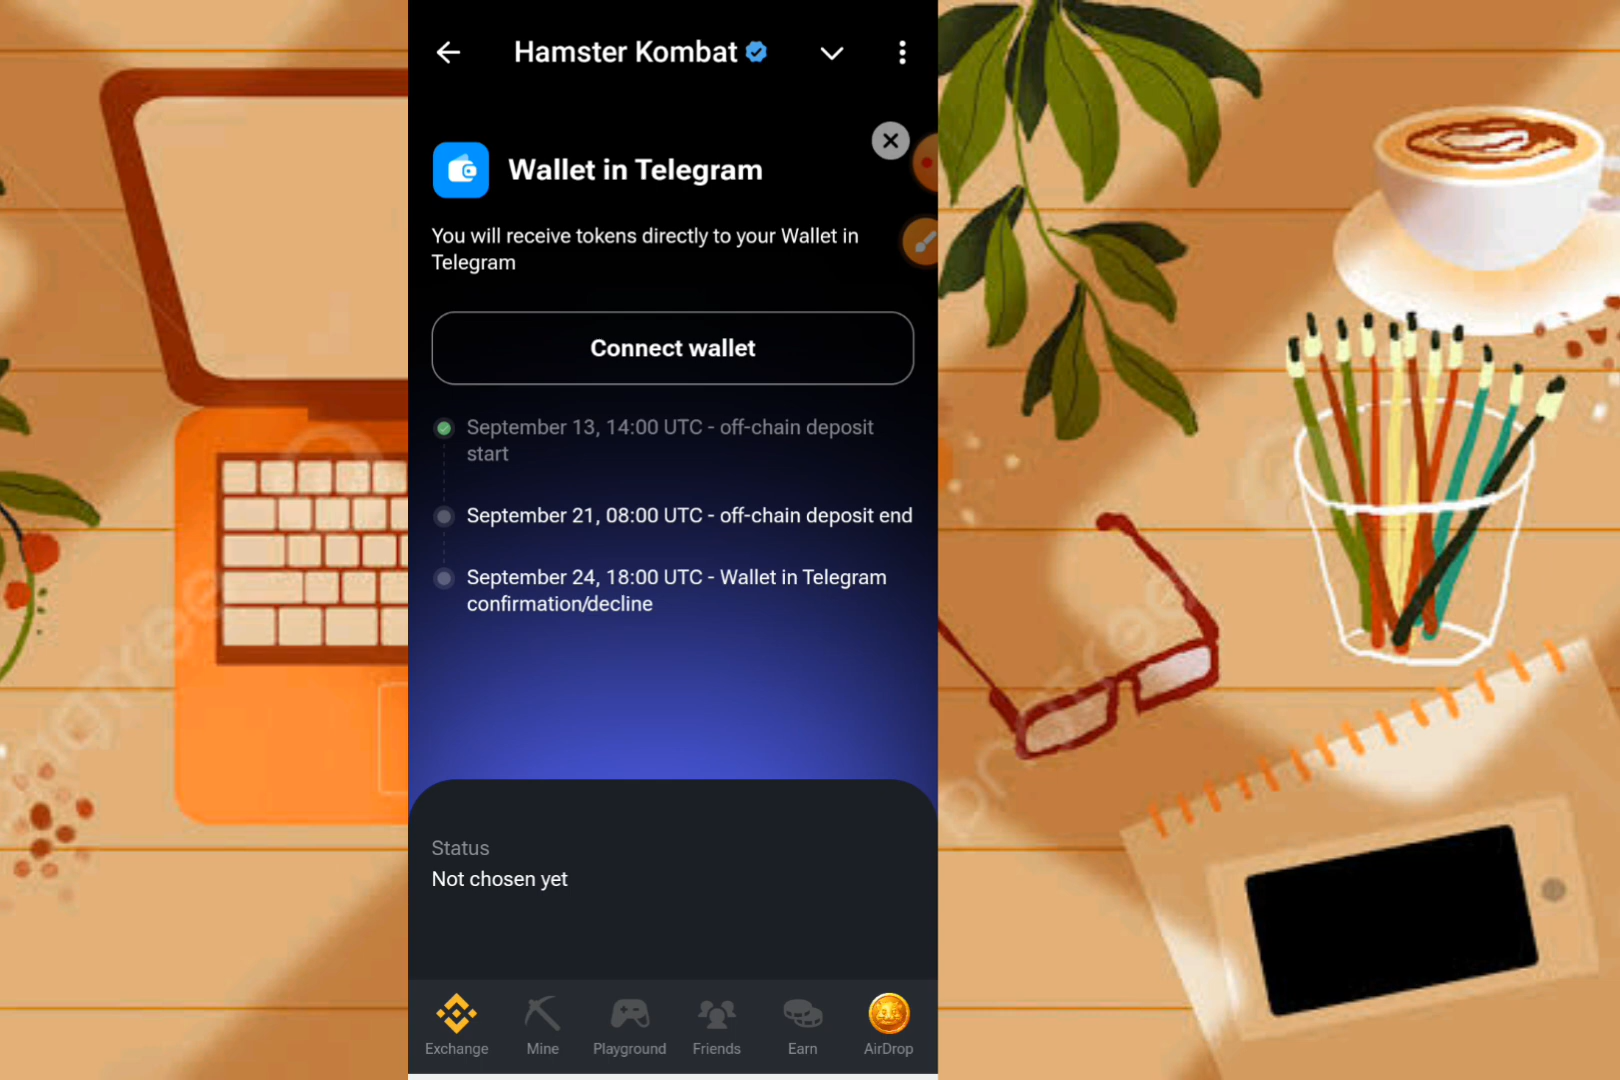 Hamster Kombat
Wallet in Telegram
You will receive tokens directly to your Wallet in
Telegram
Connect wallet
September 13, 14:00 UTC - off-chain deposit
start
September 21, 08:00 UTC - off-chain deposit end
September 24, 18:00 UTC - Wallet in Telegram
confirmation/decline
Status
Not chosen yet
Exchange
Mine
Playground
Friends
Earn
AirDrop